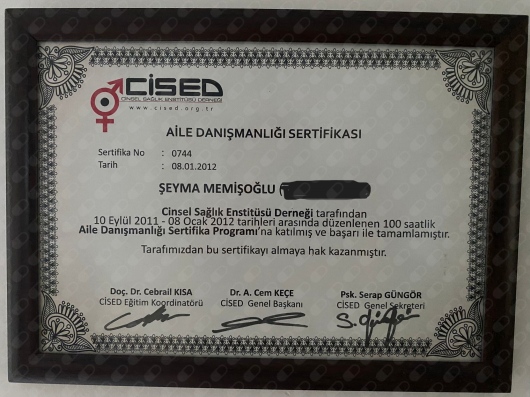 CİSED
CİNSEL SAĞLIK ENSTİTÜSÜ DERNEĞİ
www.cised.org.tr
AİLE DANIŞMANLIĞI SERTİFİKASI
Sertifika No : 0744
Tarih : 08.01.2012
ŞEYMA MEMİŞOĞLU
Cinsel Sağlık Enstitüsü Derneği tarafından
10 Eylül 2011 - 08 Ocak 2012 tarihleri arasında düzenlenen 100 saatlik
Aile Danışmanlığı Sertifika Programı'na katılmış ve başarı ile tamamlamıştır.
Tarafımızdan bu sertifikayı almaya hak kazanmıştır.
Doç. Dr. Cebrail KISA Dr. A. Cem KEÇE Psk. Serap GÜNGÖR
CİSED Eğitim Koordinatörü CİSED Genel Başkanı CİSED Genel Sekreteri